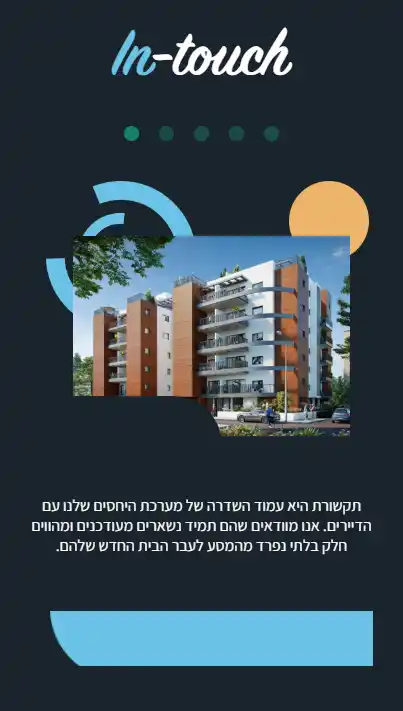 In-touch
תקשורת היא עמוד השדרה של מערכת היחסים שלנו עם
הדיירים. אנו מוודאים שהם תמיד נשארים מעודכנים ומהווים
חלק בלתי נפרד מהמסע לעבר הבית החדש שלהם.